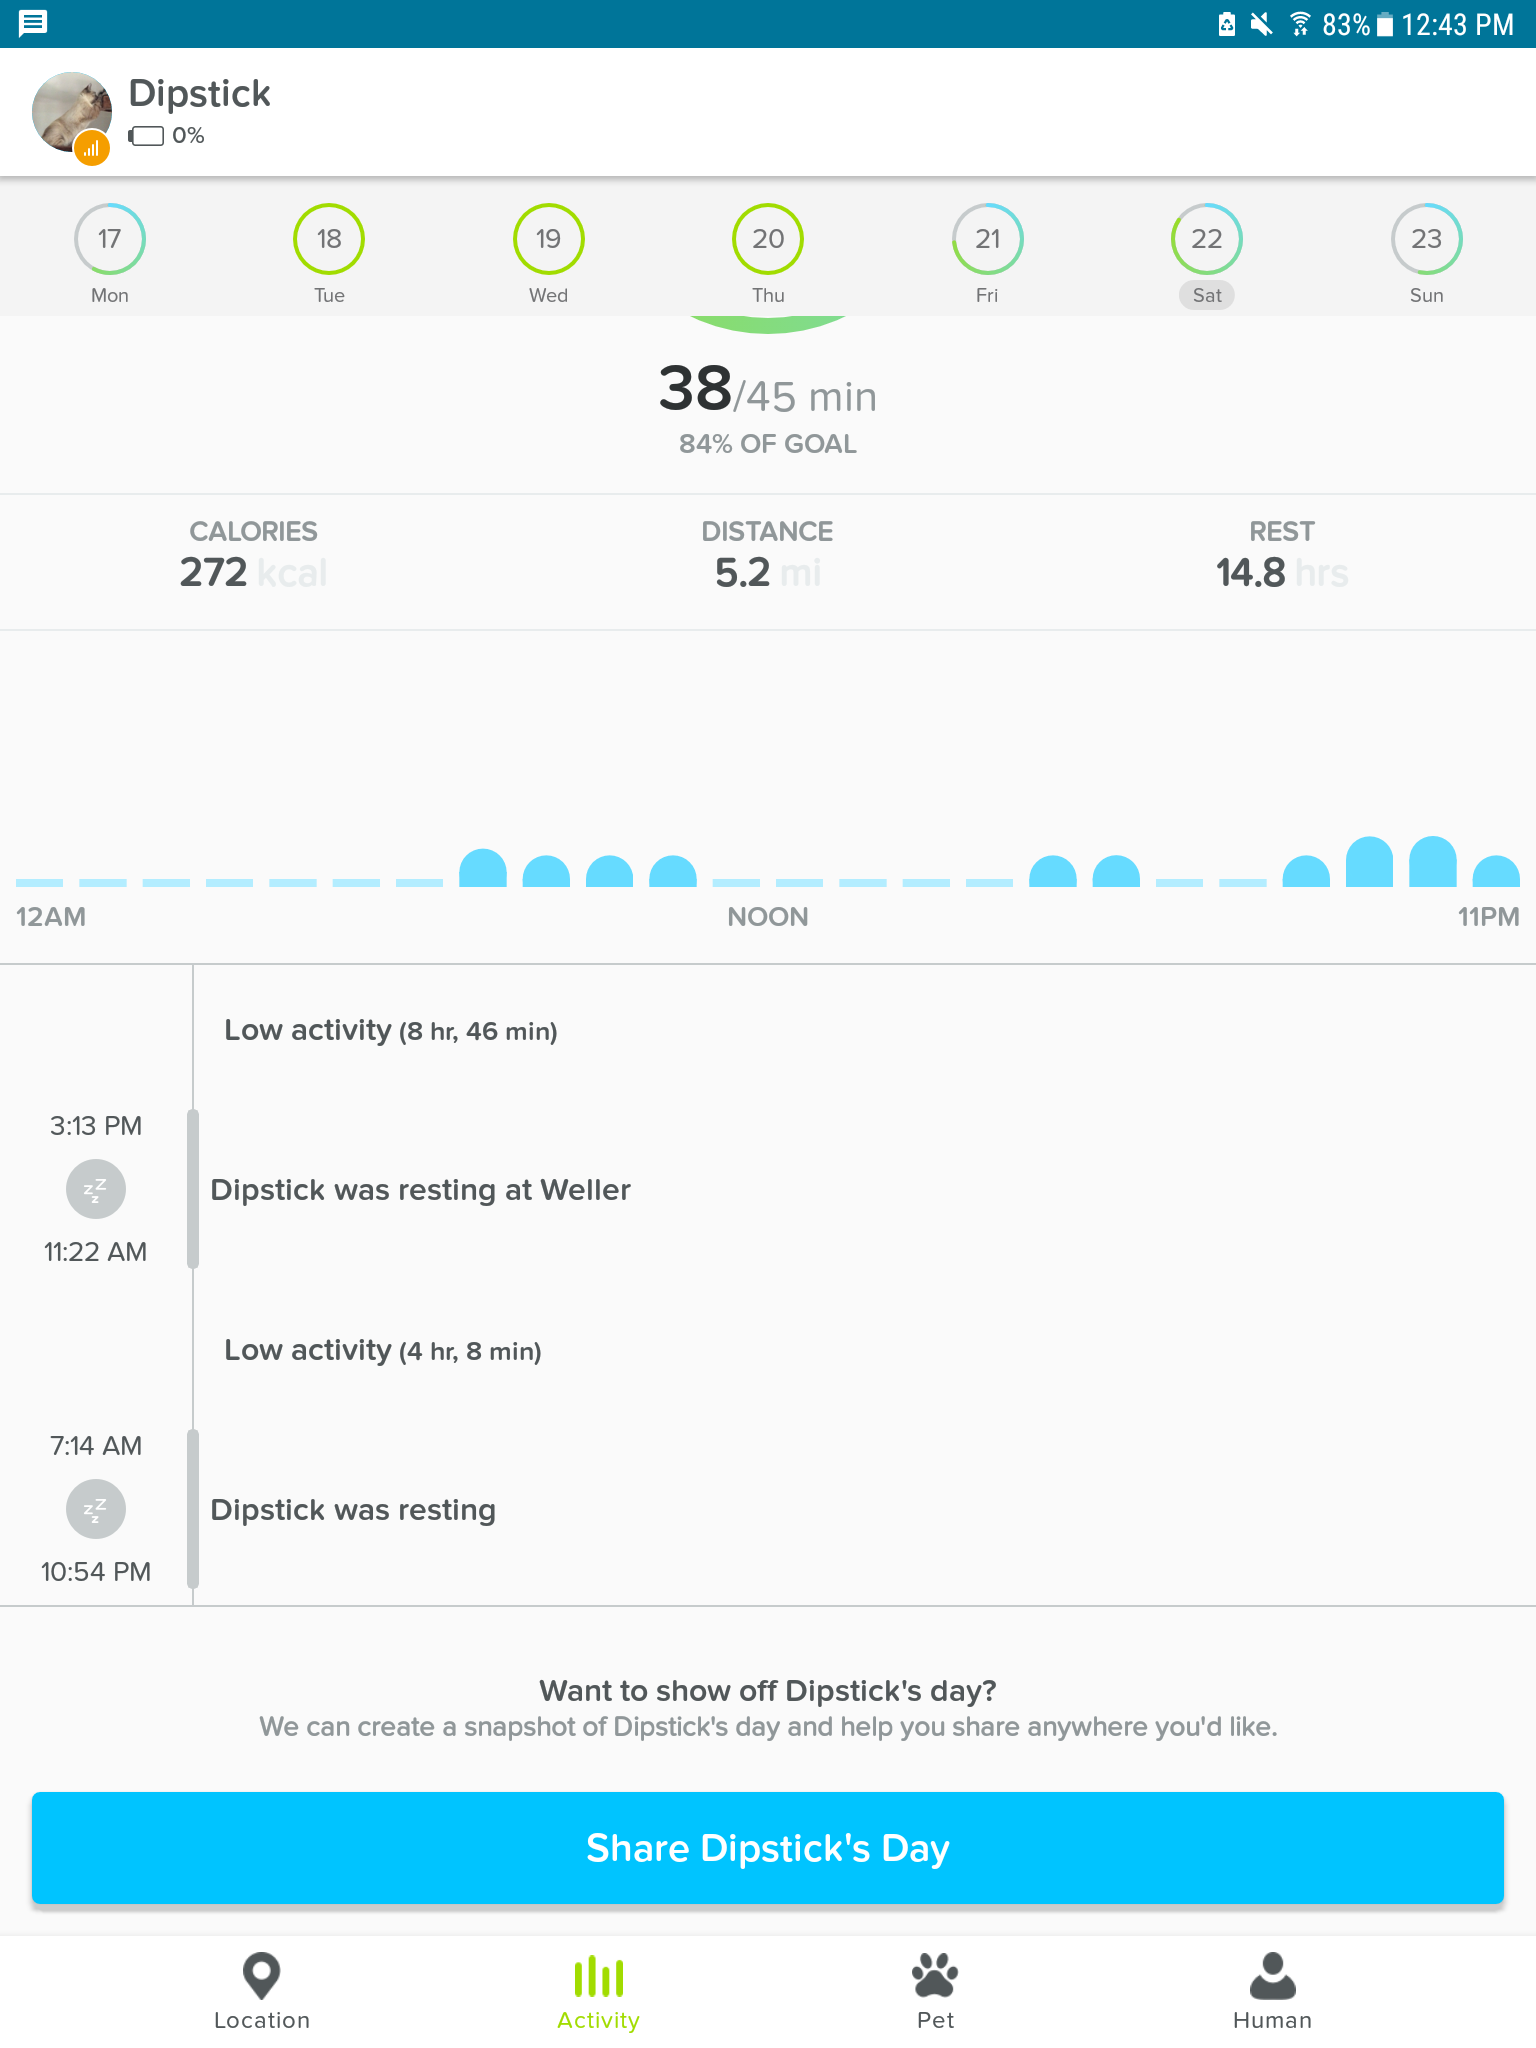 83% 12:43 PM
Dipstick
0%
17 18 19 20 21 22 23
Mon Tue Wed Thu Fri Sat Sun
38/45 min
84% OF GOAL
CALORIES DISTANCE REST
272 kcal 5.2 mi 14.8 hrs
12AM NOON 11PM
Low activity (8 hr, 46 min)
3:13 PM
zzz
Dipstick was resting at Weller
11:22 AM
Low activity (4 hr, 8 min)
7:14 AM
zzz
Dipstick was resting
10:54 PM
Want to show off Dipstick's day?
We can create a snapshot of Dipstick's day and help you share anywhere you'd like.
Share Dipstick's Day
Location Activity Pet Human